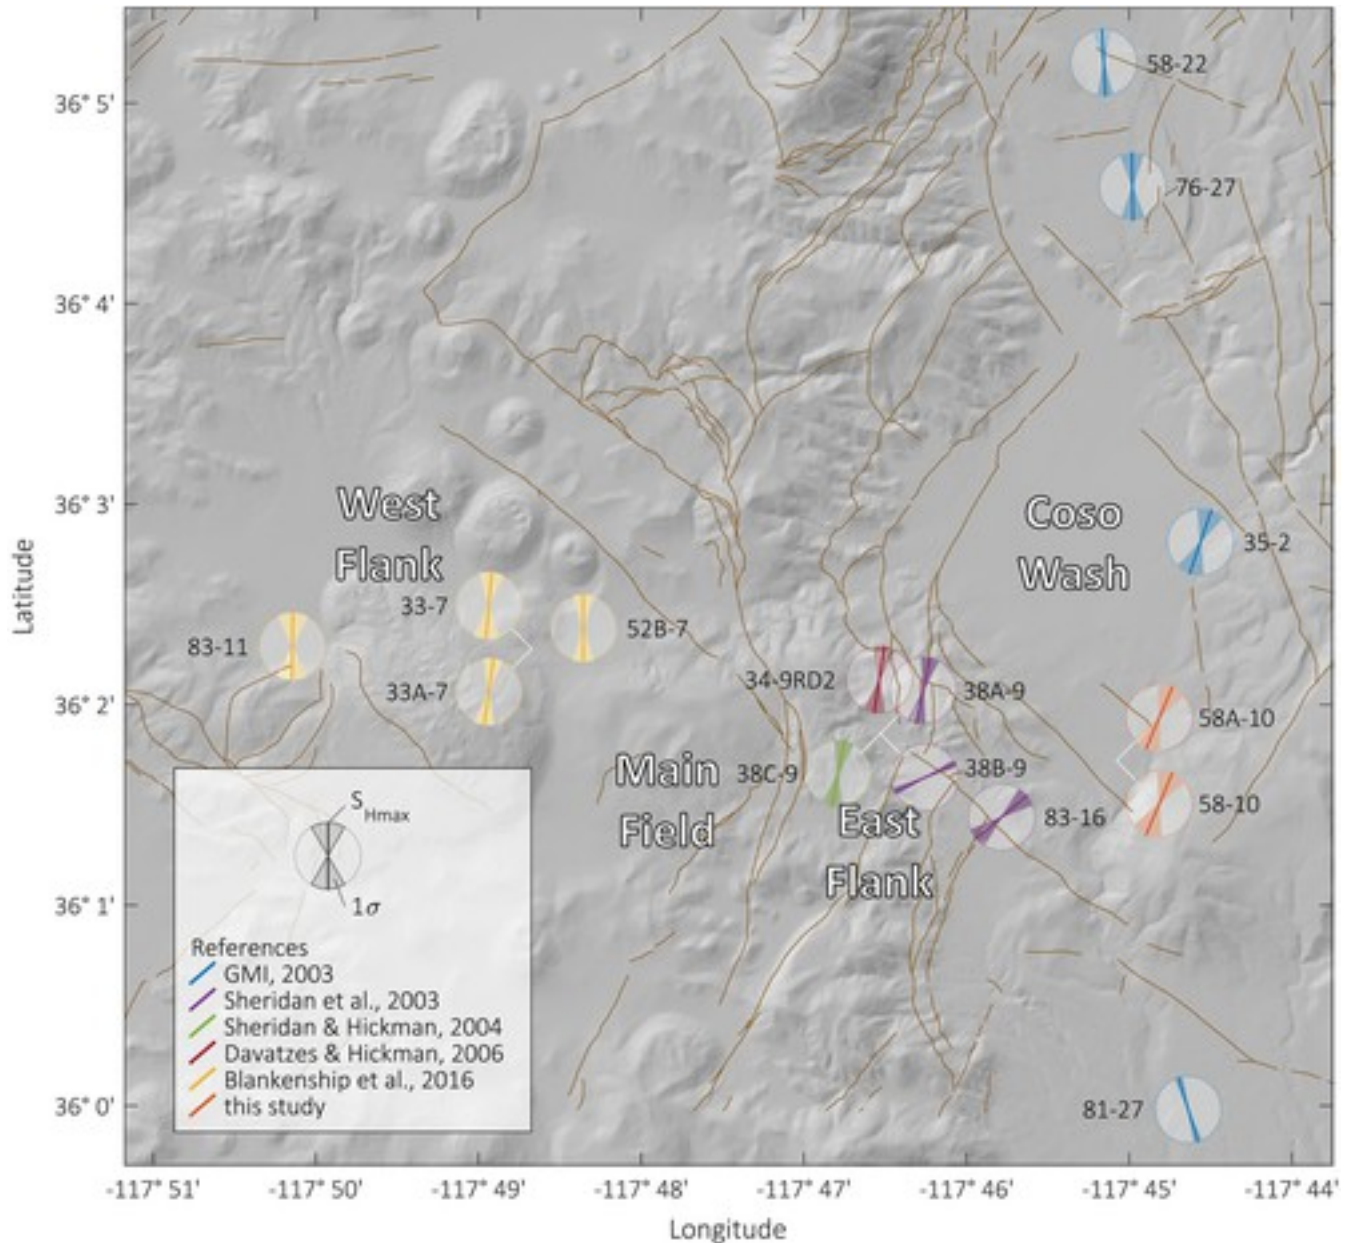 58-22
36° 5'
76-27
36° 4'
West
Flank
Coso
Wash
36° 3'
35-2
Latitude
33-7
83-11
52B-7
33A-7
34-9RD2
38A-9
36° 2'
58A-10
Main
Field
38C-9
38B-9
58-10
East
Flank
83-16
S
Hmax
1σ
36° 1'
References
GMI, 2003
Sheridan et al., 2003
Sheridan & Hickman, 2004
Davatzes & Hickman, 2006
Blankenship et al., 2016
this study
36° 0'
81-27
-117° 51' -117° 50' -117° 49' -117° 48' -117° 47' -117° 46' -117° 45' -117° 44'
Longitude